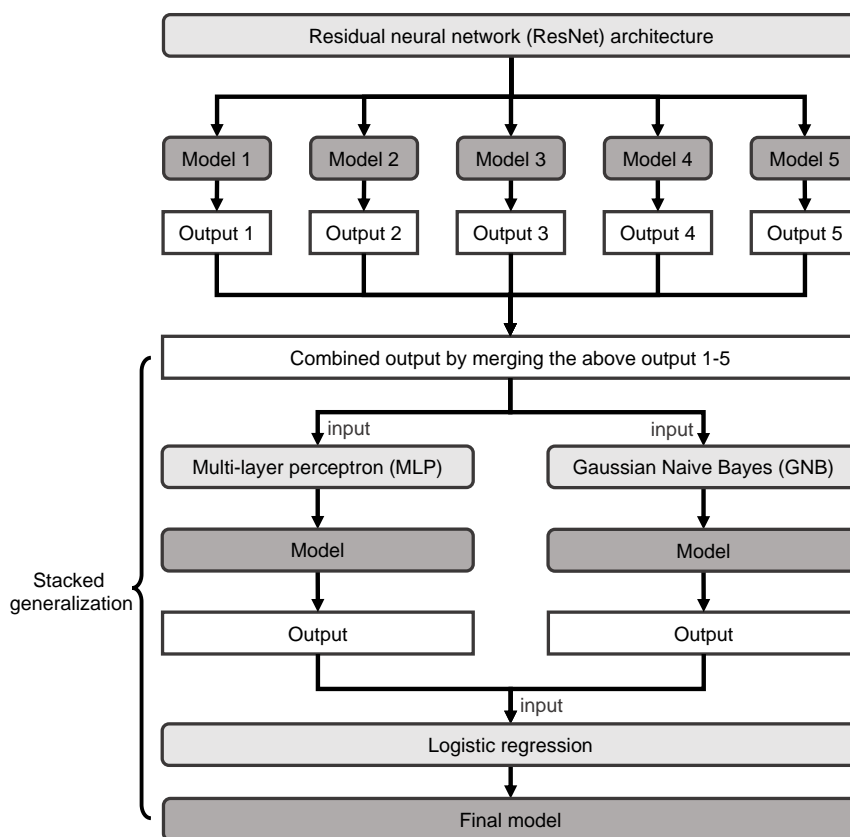 Residual neural network (ResNet) architecture
Model 1
Model 2
Model 3
Model 4
Model 5
Output 1
Output 2
Output 3
Output 4
Output 5
Combined output by merging the above output 1-5
input
input
Multi-layer perceptron (MLP)
Gaussian Naive Bayes (GNB)
Model
Model
Stacked
generalization
Output
Output
input
Logistic regression
Final model